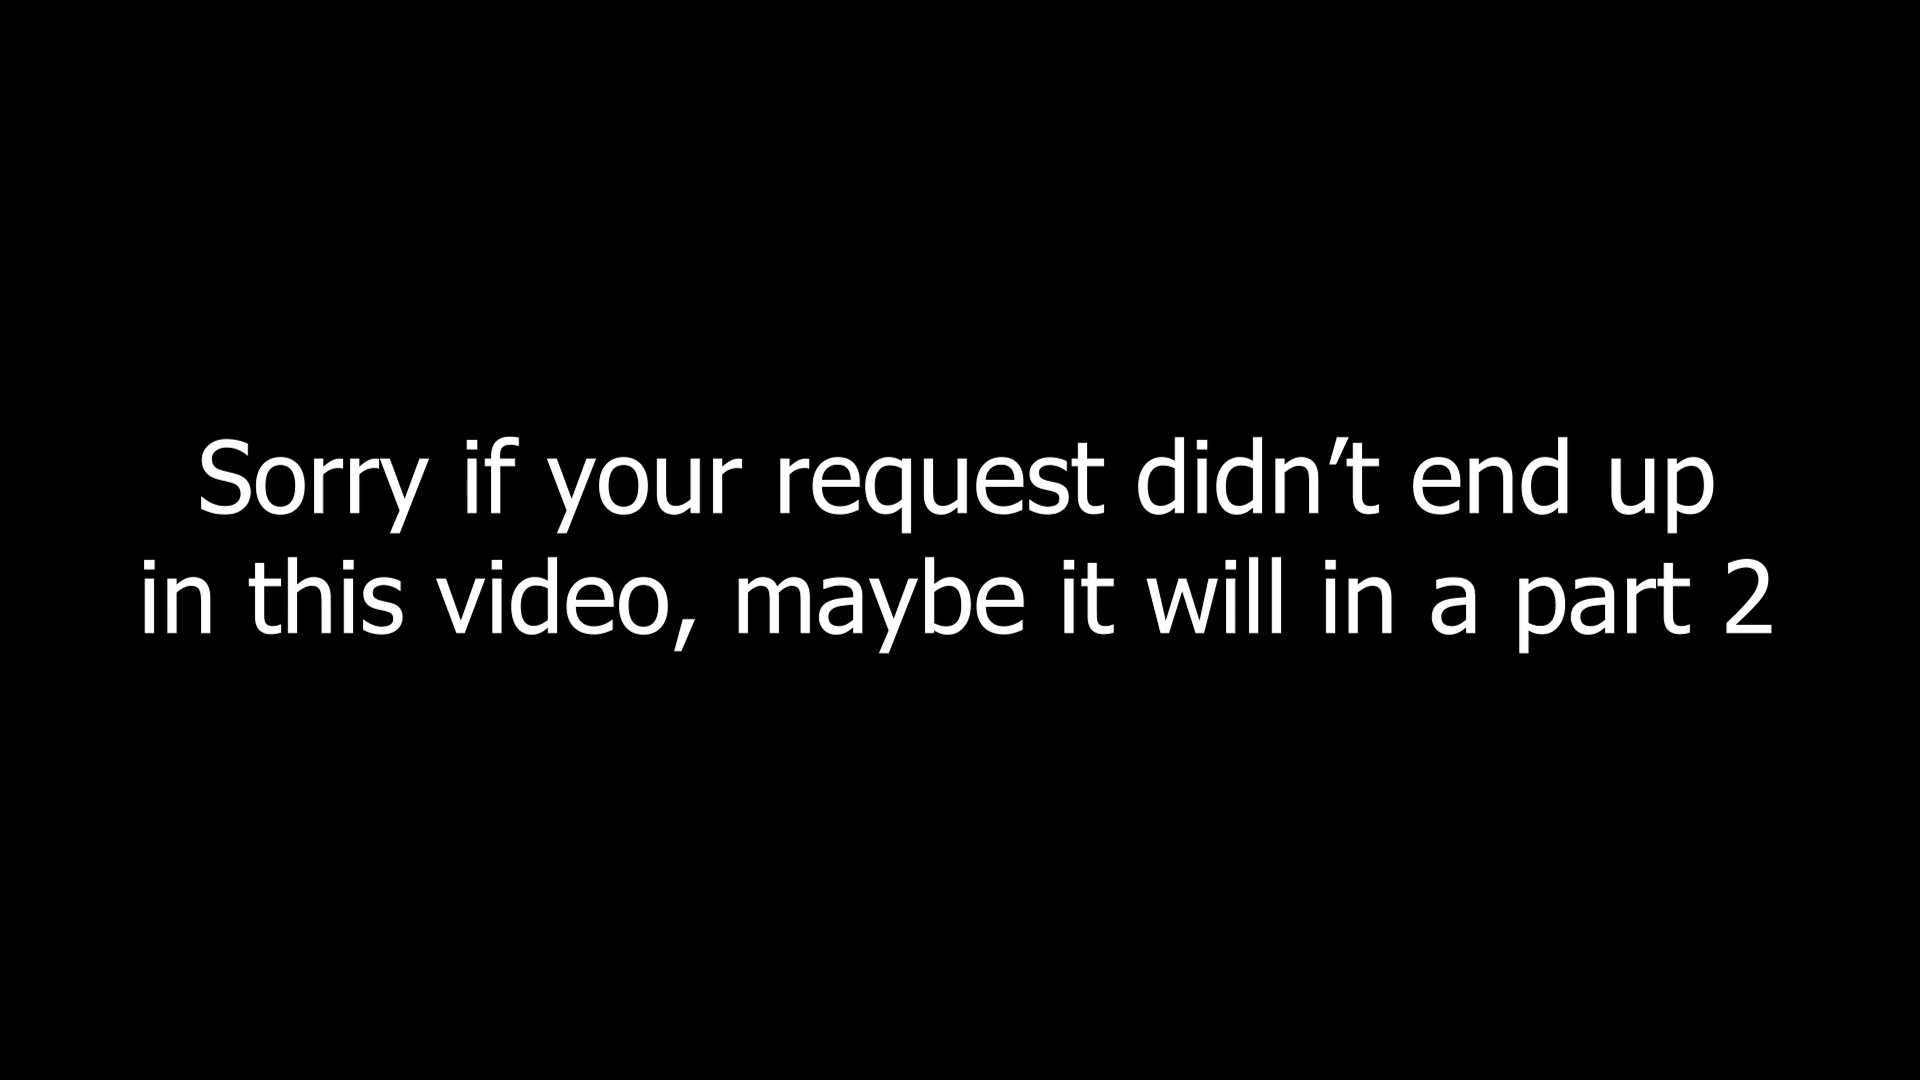 Sorry if your request didn’t end up
in this video, maybe it will in a part 2